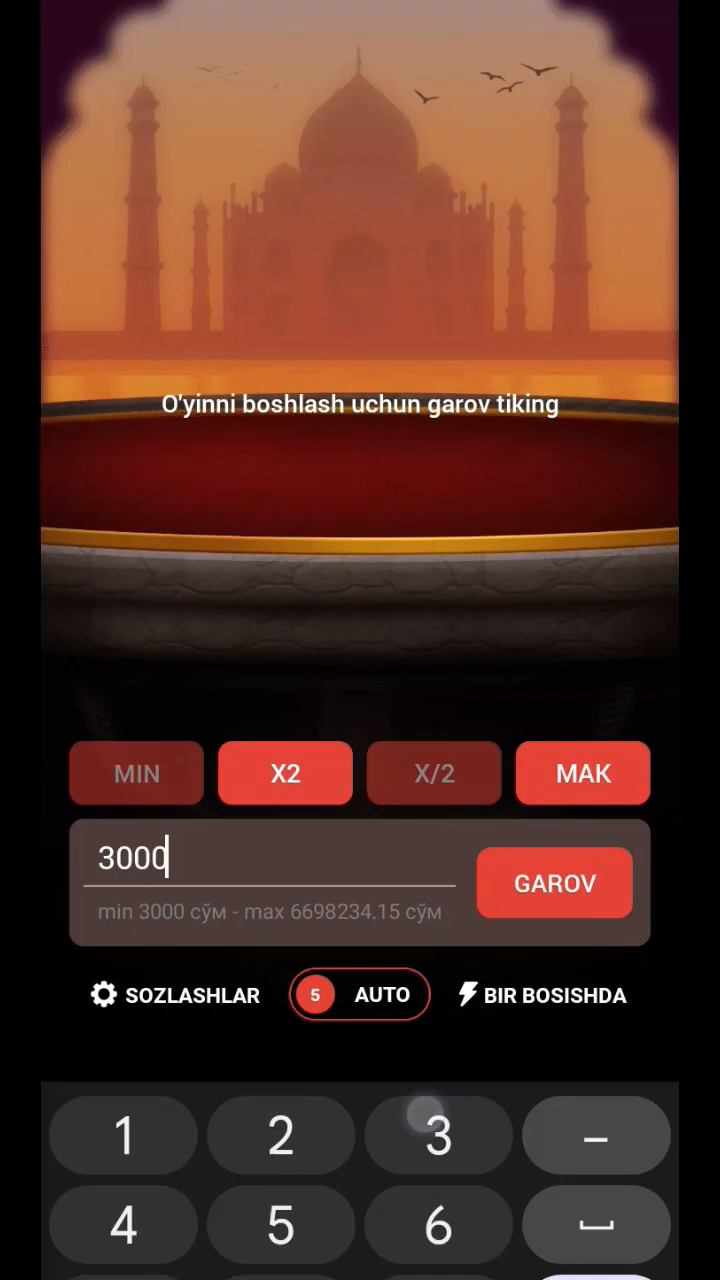 O'yinni boshlash uchun garov tiking
MIN X2 X/2 MAK
3000
GAROV
min 3000 сўм - max 6698234.15 сўм
SOZLASHLAR 5 AUTO BIR BOSISHDA
1 2 3 –
4 5 6